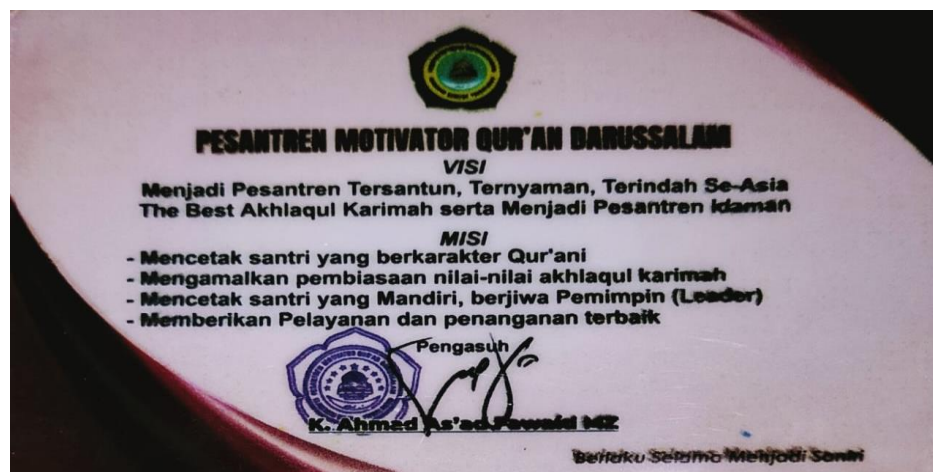 PESANTREN MOTIVATOR QUR'AN DARUSSALAM
VISI
Menjadi Pesantren Tersantun, Ternyaman, Terindah Se-Asia
The Best Akhlaqul Karimah serta Menjadi Pesantren Idaman
MISI
- Mencetak santri yang berkarakter Qur'ani
- Mengamalkan pembiasaan nilai-nilai akhlaqul karimah
- Mencetak santri yang Mandiri, berjiwa Pemimpin (Leader)
- Memberikan Pelayanan dan penanganan terbaik
Pengasuh
K. Ahmad As'ad Fawaid MZ
Berlaku Selama Menjadi Santri